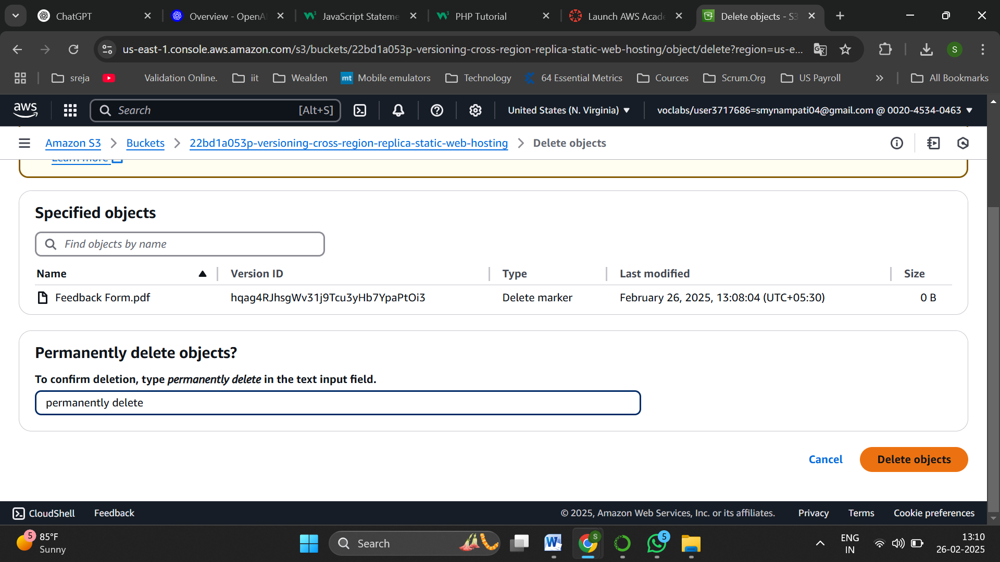 ChatGPT
Overview - OpenA
JavaScript Stateme
PHP Tutorial
Launch AWS Acade
Delete objects - S3
us-east-1.console.aws.amazon.com/s3/buckets/22bd1a053p-versioning-cross-region-replica-static-web-hosting/object/delete?region=us-e...
S
sreja
Validation Online.
iit
Wealden
mt Mobile emulators
Technology
64 Essential Metrics
Cources
Scrum.Org
US Payroll
All Bookmarks
aws
Search [Alt+S]
United States (N. Virginia)
voclabs/user3717686=smynampati04@gmail.com @ 0020-4534-0463
Amazon S3 > Buckets > 22bd1a053p-versioning-cross-region-replica-static-web-hosting > Delete objects
Learn more
Specified objects
Find objects by name
Name Version ID Type Last modified Size
Feedback Form.pdf hqag4RJhsgWv31j9Tcu3yHb7YpaPtOi3 Delete marker February 26, 2025, 13:08:04 (UTC+05:30) 0 B
Permanently delete objects?
To confirm deletion, type permanently delete in the text input field.
permanently delete
Cancel Delete objects
CloudShell Feedback © 2025, Amazon Web Services, Inc. or its affiliates. Privacy Terms Cookie preferences
5
85°F
Sunny
Search
S
5
ENG
IN
13:10
26-02-2025